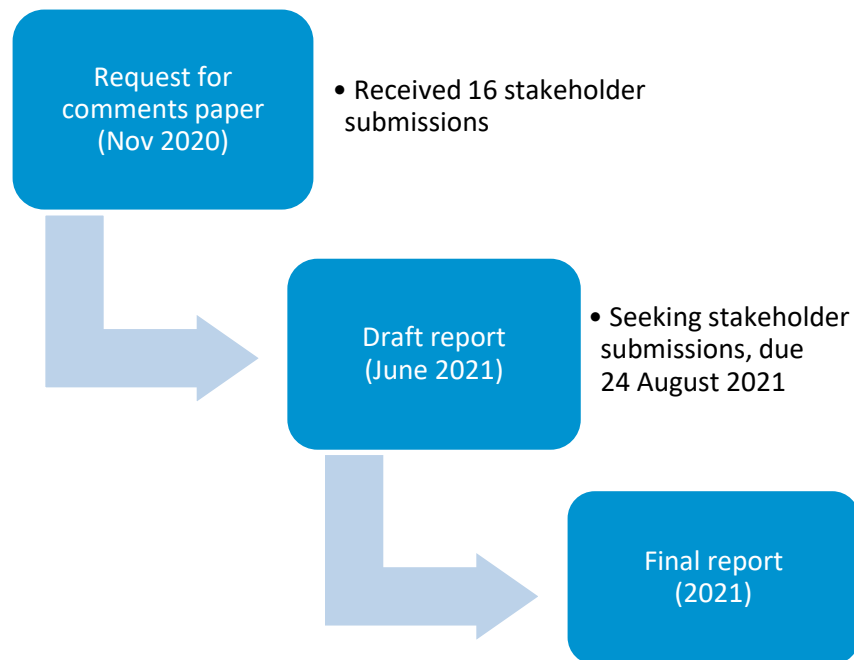 Request for
comments paper
(Nov 2020)
• Received 16 stakeholder
submissions
Draft report
(June 2021)
• Seeking stakeholder
submissions, due
24 August 2021
Final report
(2021)